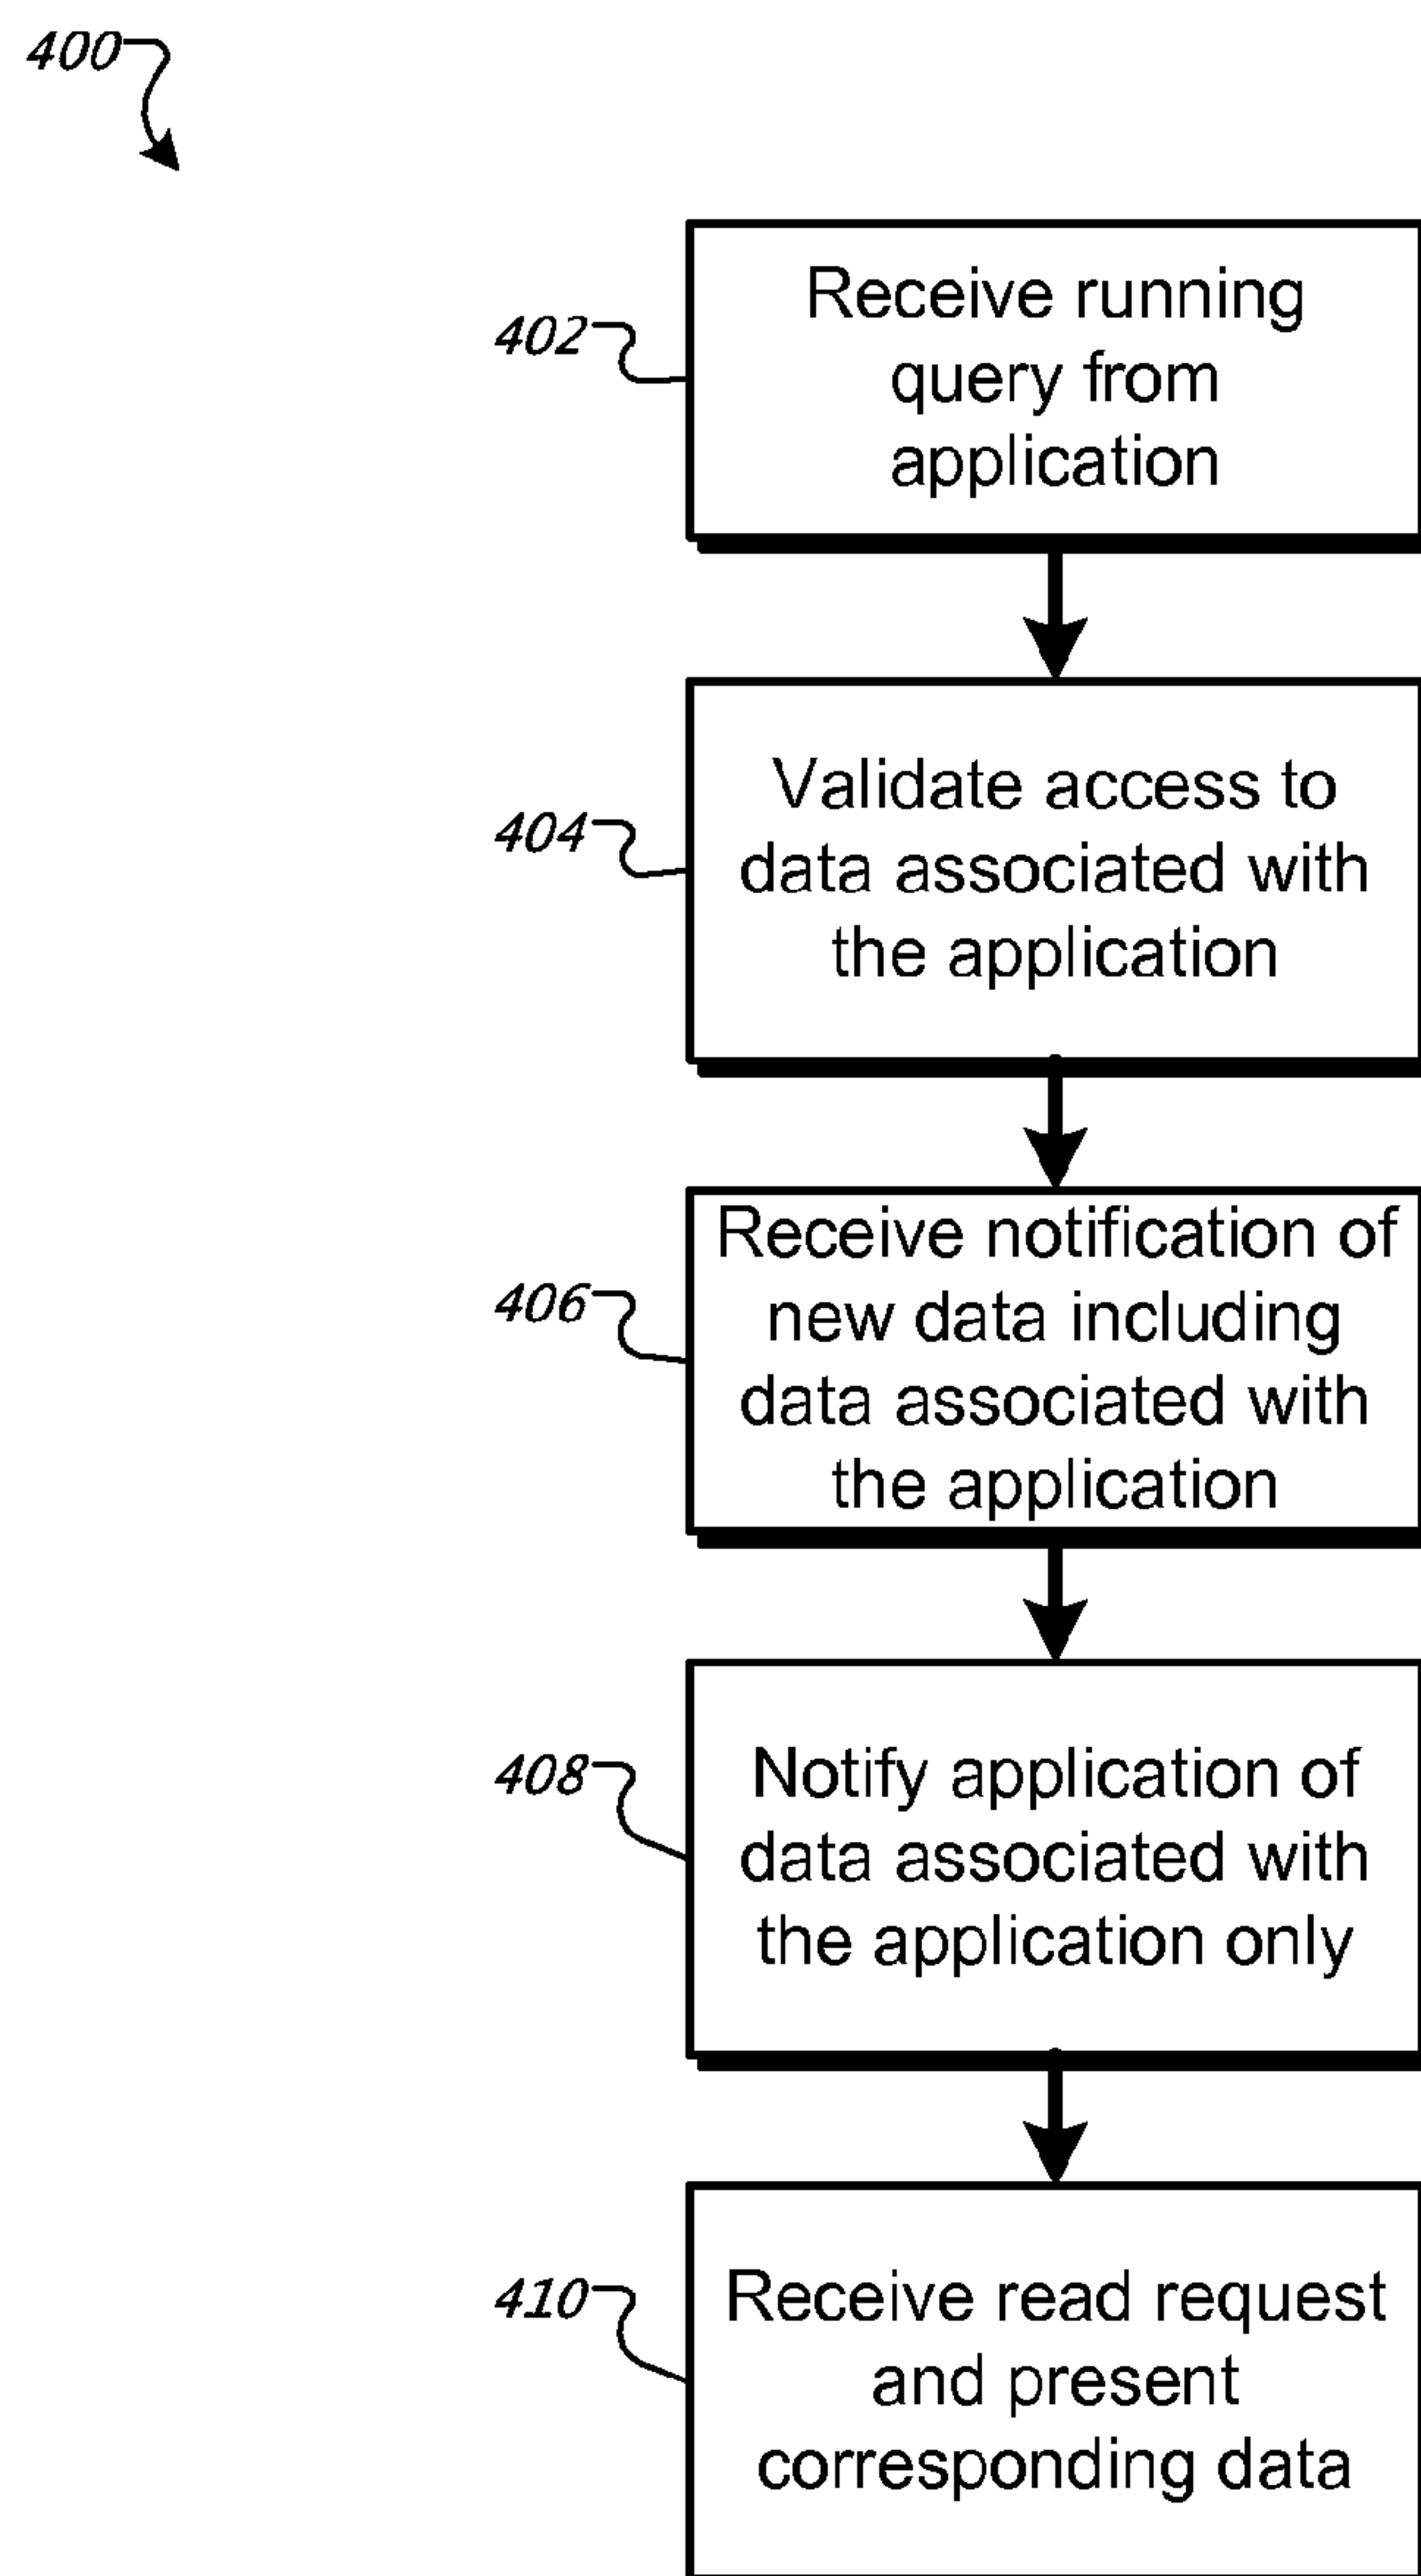 400
402
Receive running
query from
application
404
Validate access to
data associated with
the application
406
Receive notification of
new data including
data associated with
the application
408
Notify application of
data associated with
the application only
410
Receive read request
and present
corresponding data